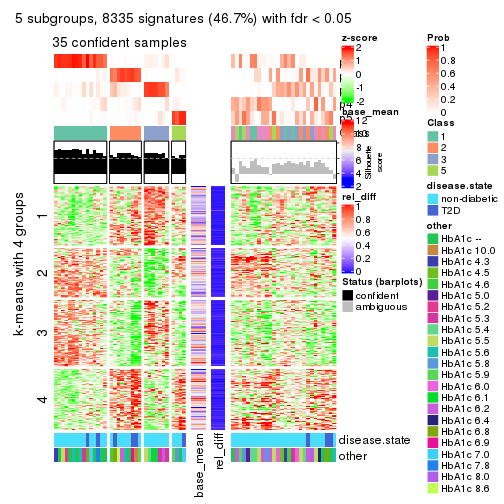 5 subgroups, 8335 signatures (46.7%) with fdr < 0.05
35 confident samples
k-means with 4 groups
1
2
3
4
base_mean
rel_diff
disease.state
other
Silhouette
score
z-score
2
1
0
-1
-2
base_mean
12
10
8
6
4
2
rel_diff
1
0.8
0.6
0.4
0.2
0
Status (barplots)
confident
ambiguous
Prob
1
0.8
0.6
0.4
0.2
0
Class
1
2
3
5
disease.state
non-diabetic
T2D
other
HbA1c --
HbA1c 10.0
HbA1c 4.3
HbA1c 4.5
HbA1c 4.6
HbA1c 5.0
HbA1c 5.2
HbA1c 5.3
HbA1c 5.4
HbA1c 5.5
HbA1c 5.6
HbA1c 5.8
HbA1c 5.9
HbA1c 6.0
HbA1c 6.1
HbA1c 6.2
HbA1c 6.4
HbA1c 6.8
HbA1c 6.9
HbA1c 7.0
HbA1c 7.8
HbA1c 8.0
HbA1c 8.6